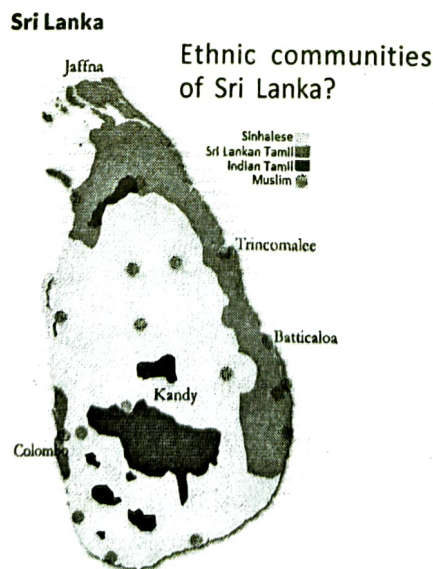 Sri Lanka
Ethnic communities
of Sri Lanka?
Jaffna
Sinhalese
Sri Lankan Tamil
Indian Tamil
Muslim
Trincomalee
Batticaloa
Kandy
Colombo